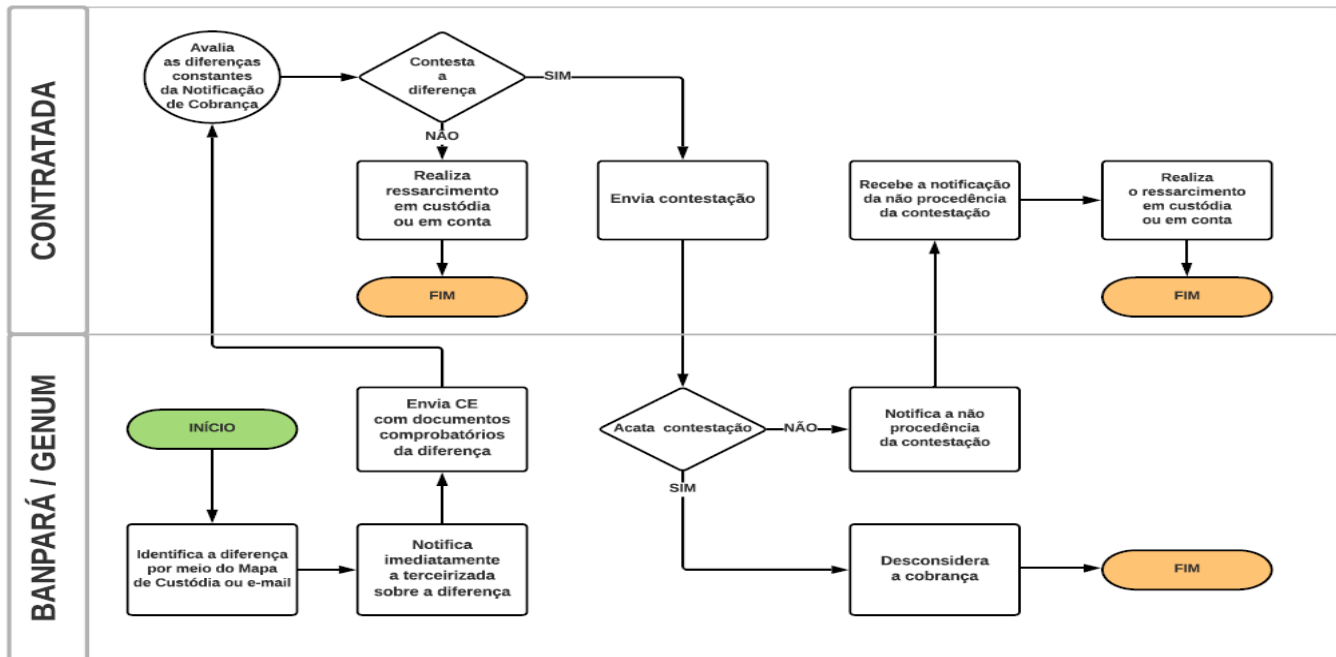 CONTRATADA
Avalia
as diferenças
constantes
da Notificação
de Cobrança
Contesta
a
diferença
SIM
NÃO
Realiza
ressarcimento
em custódia
ou em conta
FIM
Envia contestação
Recebe a notificação
da não procedência
da contestação
Realiza
o ressarcimento
em custódia
ou em conta
FIM
BANPARÁ / GENUM
INÍCIO
Identifica a diferença
por meio do Mapa
de Custódia ou e-mail
Notifica
imediatamente
a terceirizada
sobre a diferença
Envia CE
com documentos
comprobatórios
da diferença
Acata contestação
NÃO
SIM
Notifica a não
procedência
da contestação
Desconsidera
a cobrança
FIM